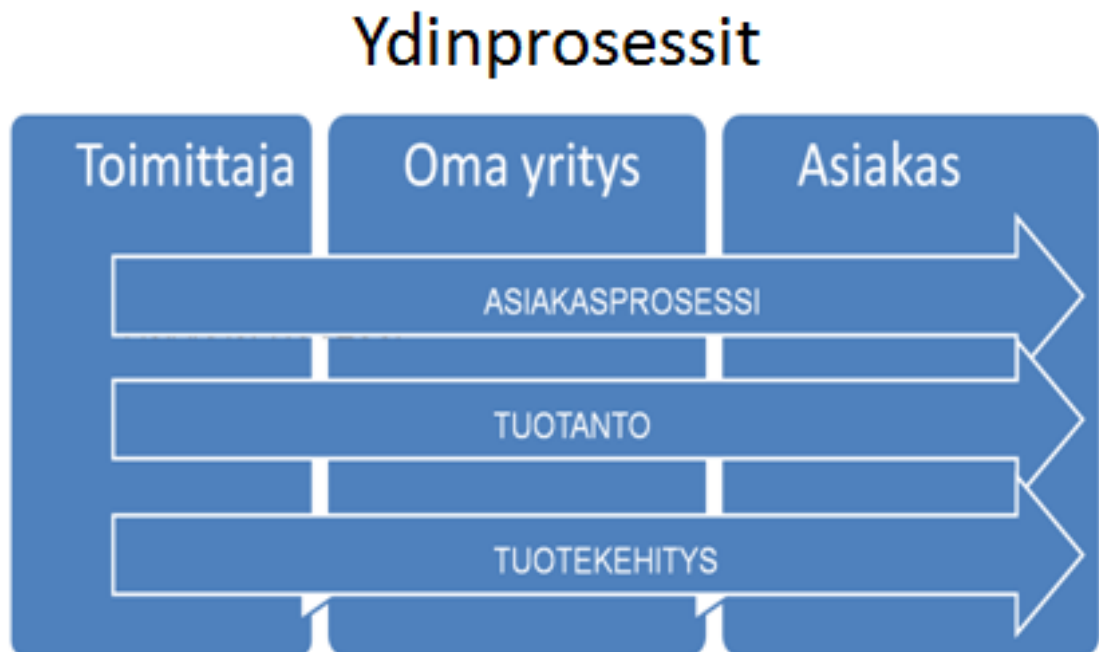 Ydinprosessit
Toimittaja
Oma yritys
Asiakas
ASIAKASPROSESSI
TUOTANTO
TUOTEKEHITYS